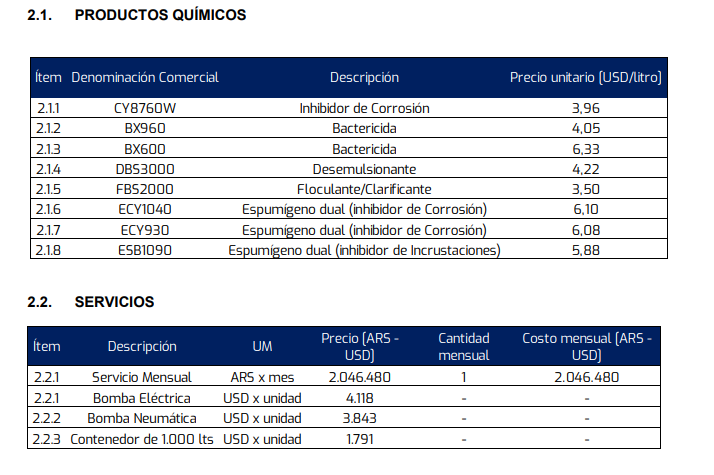 2.1. PRODUCTOS QUÍMICOS
Ítem Denominación Comercial Descripción Precio unitario [USD/litro]
2.1.1 CY8760W Inhibidor de Corrosión 3,96
2.1.2 BX960 Bactericida 4,05
2.1.3 BX600 Bactericida 6,33
2.1.4 DBS3000 Desemulsionante 4,22
2.1.5 FBS2000 Floculante/Clarificante 3,50
2.1.6 ECY1040 Espumígeno dual (inhibidor de Corrosión) 6,10
2.1.7 ECY930 Espumígeno dual (inhibidor de Corrosión) 6,08
2.1.8 ESB1090 Espumígeno dual (inhibidor de Incrustaciones) 5,88
2.2. SERVICIOS
Ítem Descripción UM Precio [ARS - USD] Cantidad mensual Costo mensual [ARS - USD]
2.2.1 Servicio Mensual ARS x mes 2.046.480 1 2.046.480
2.2.1 Bomba Eléctrica USD x unidad 4.118 - -
2.2.2 Bomba Neumática USD x unidad 3.843 - -
2.2.3 Contenedor de 1.000 lts USD x unidad 1.791 - -